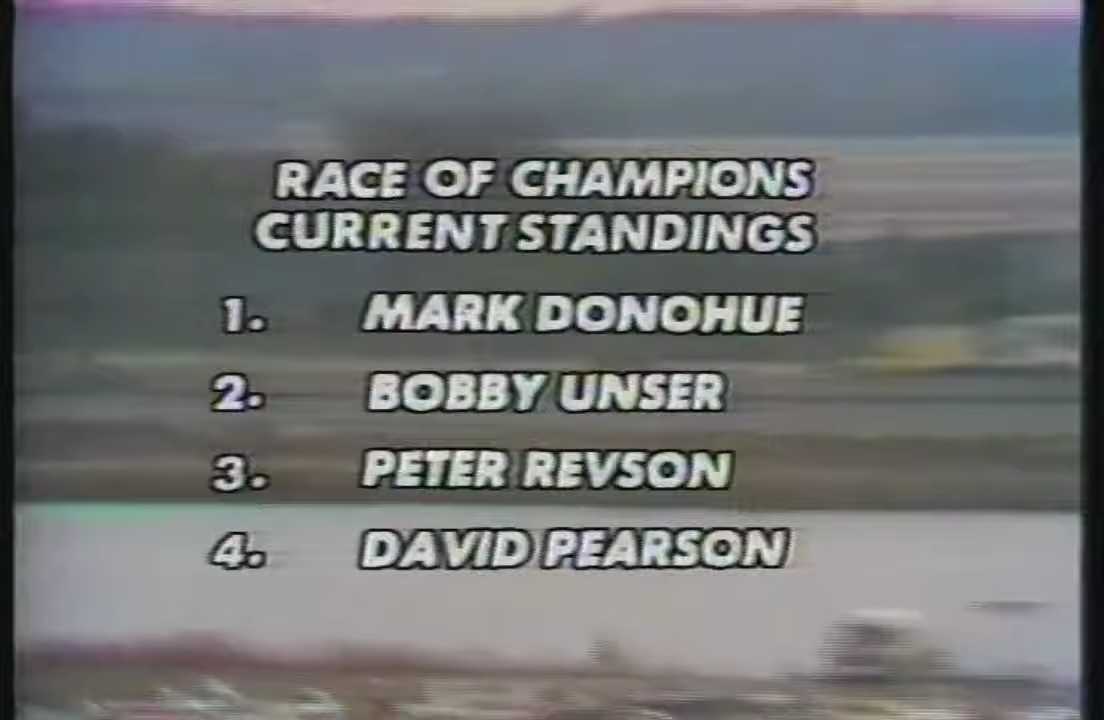 RACE OF CHAMPIONS
CURRENT STANDINGS
1. MARK DONOHUE
2. BOBBY UNSER
3. PETER REVSON
4. DAVID PEARSON